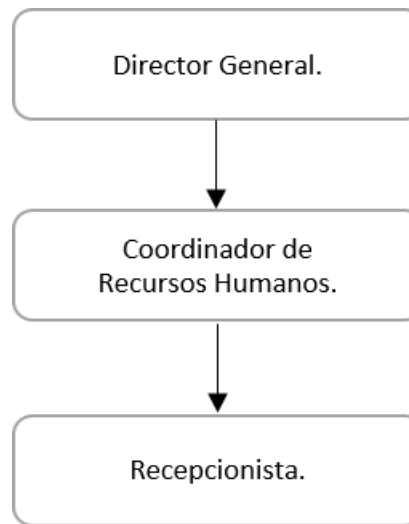 Director General.
Coordinador de
Recursos Humanos.
Recepcionista.